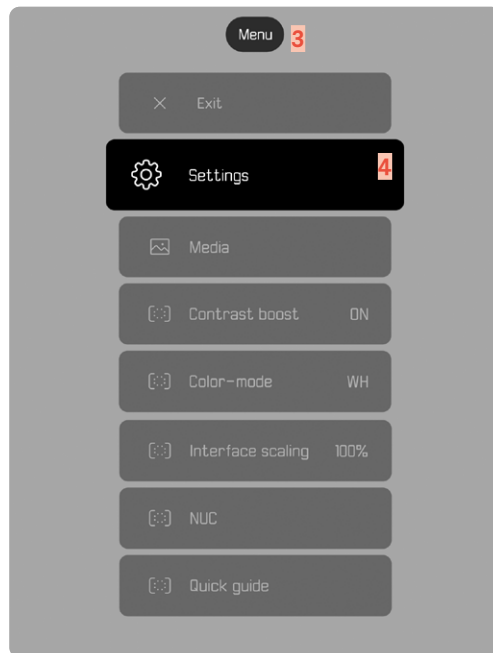 Menu 3
Exit
Settings 4
Media
Contrast boost ON
Color-mode WH
Interface scaling 100%
NUC
Quick guide